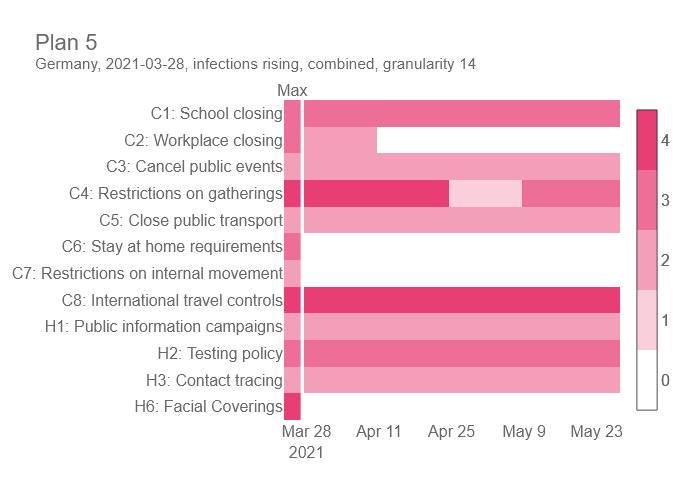 Plan 5
Germany, 2021-03-28, infections rising, combined, granularity 14
Max
C1: School closing
C2: Workplace closing
C3: Cancel public events
C4: Restrictions on gatherings
C5: Close public transport
C6: Stay at home requirements
C7: Restrictions on internal movement
C8: International travel controls
H1: Public information campaigns
H2: Testing policy
H3: Contact tracing
H6: Facial Coverings
4
3
2
1
0
Mar 28 Apr 11 Apr 25 May 9 May 23
2021